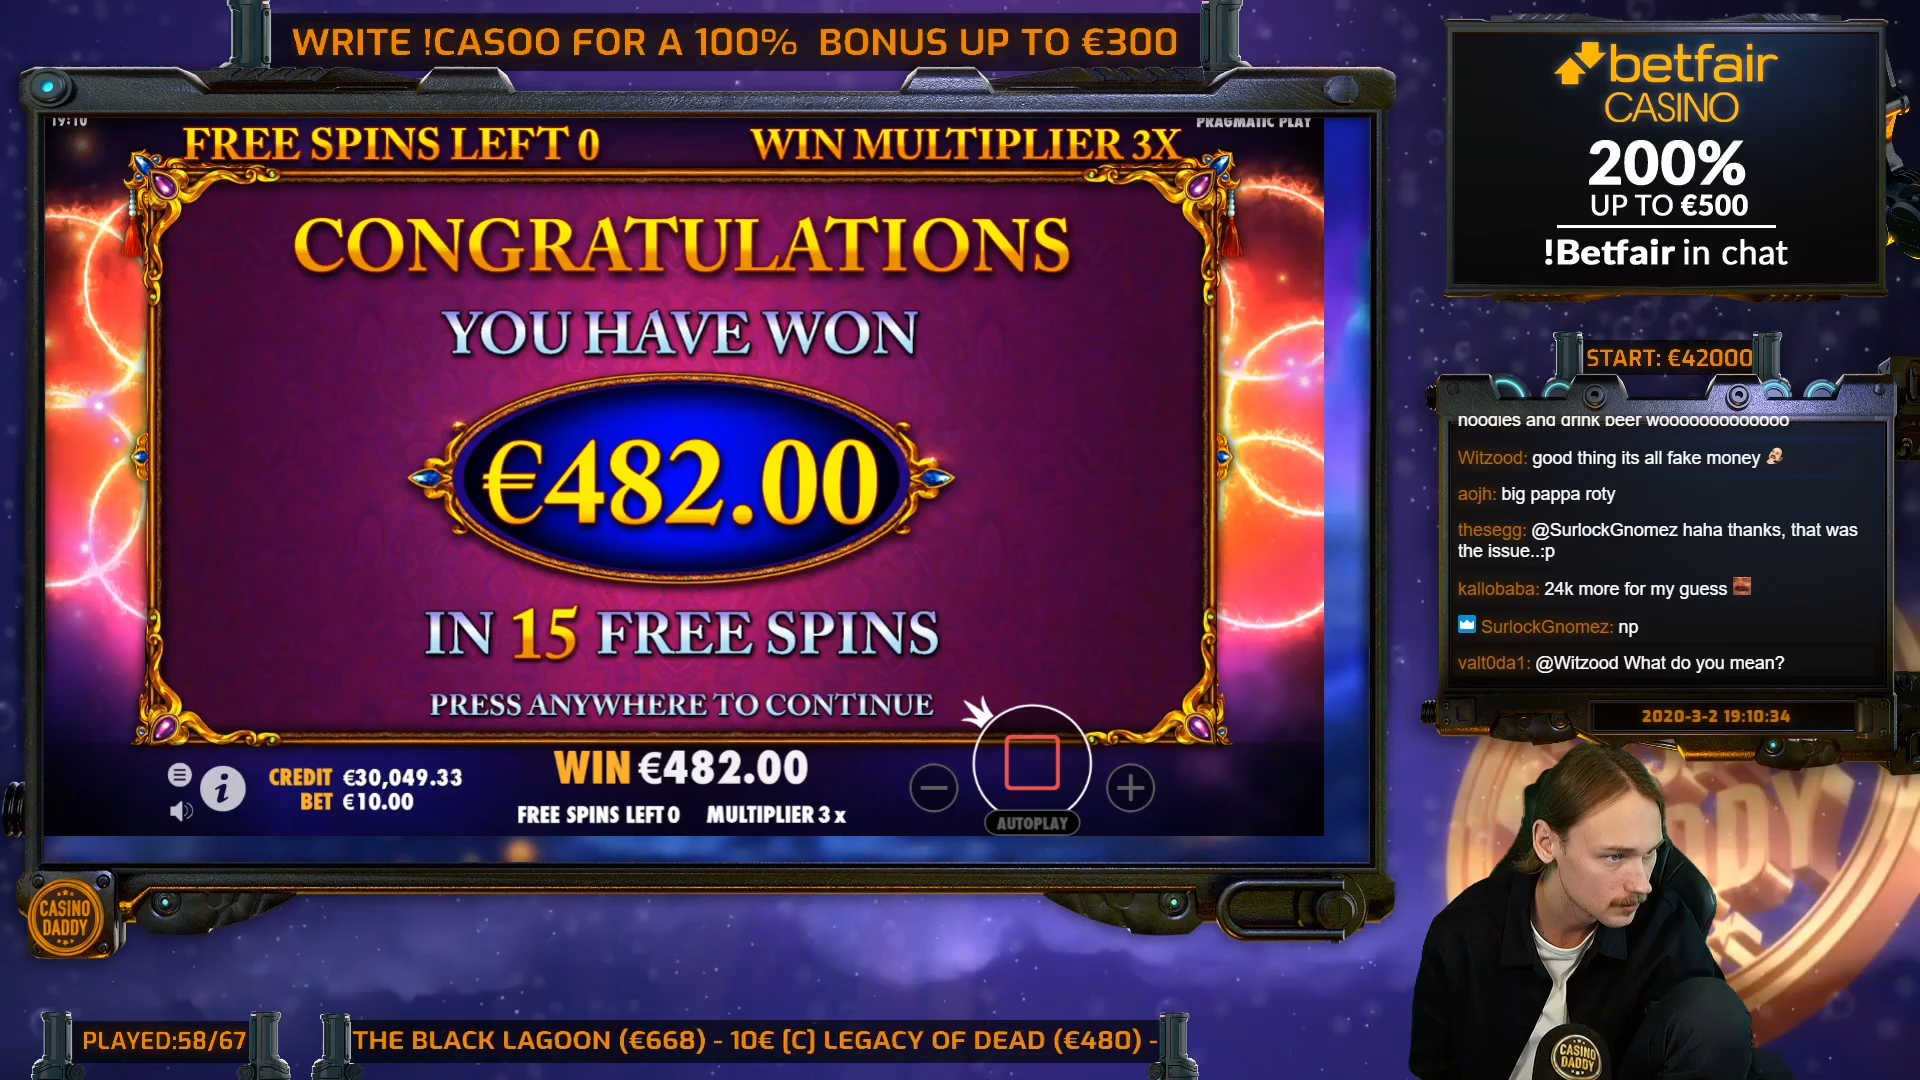 WRITE !CASOO FOR A 100% BONUS UP TO €300
19:10
PRAGMATIC PLAY
FREE SPINS LEFT 0
WIN MULTIPLIER 3X
CONGRATULATIONS
YOU HAVE WON
€482.00
IN 15 FREE SPINS
PRESS ANYWHERE TO CONTINUE
CREDIT €30,049.33
BET €10.00
WIN €482.00
FREE SPINS LEFT 0 MULTIPLIER 3 x
AUTOPLAY
betfair
CASINO
200%
UP TO €500
!Betfair in chat
START: €42000
noodles and drink beer wooooooooooooo
Witzood: good thing its all fake money
aojh: big pappa roty
thesegg: @SurlockGnomez haha thanks, that was
the issue..:p
kallobaba: 24k more for my guess
SurlockGnomez: np
valt0da1: @Witzood What do you mean?
2020-3-2 19:10:34
CASINO
DADDY
PLAYED:58/67
THE BLACK LAGOON (€668) - 10€ [C] LEGACY OF DEAD (€480) -
CASINO
DADDY